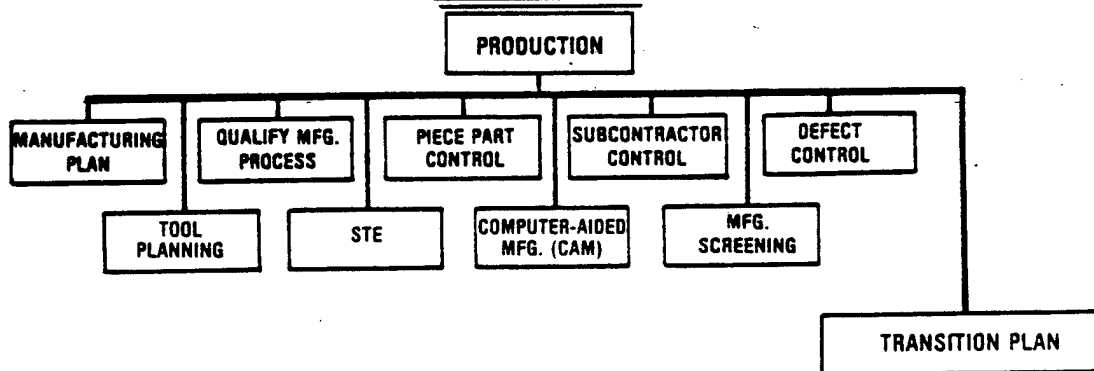 PRODUCTION
MANUFACTURING
PLAN
QUALIFY MFG.
PROCESS
PIECE PART
CONTROL
SUBCONTRACTOR
CONTROL
DEFECT
CONTROL
TOOL
PLANNING
STE
COMPUTER-AIDED
MFG. (CAM)
MFG.
SCREENING
TRANSITION PLAN